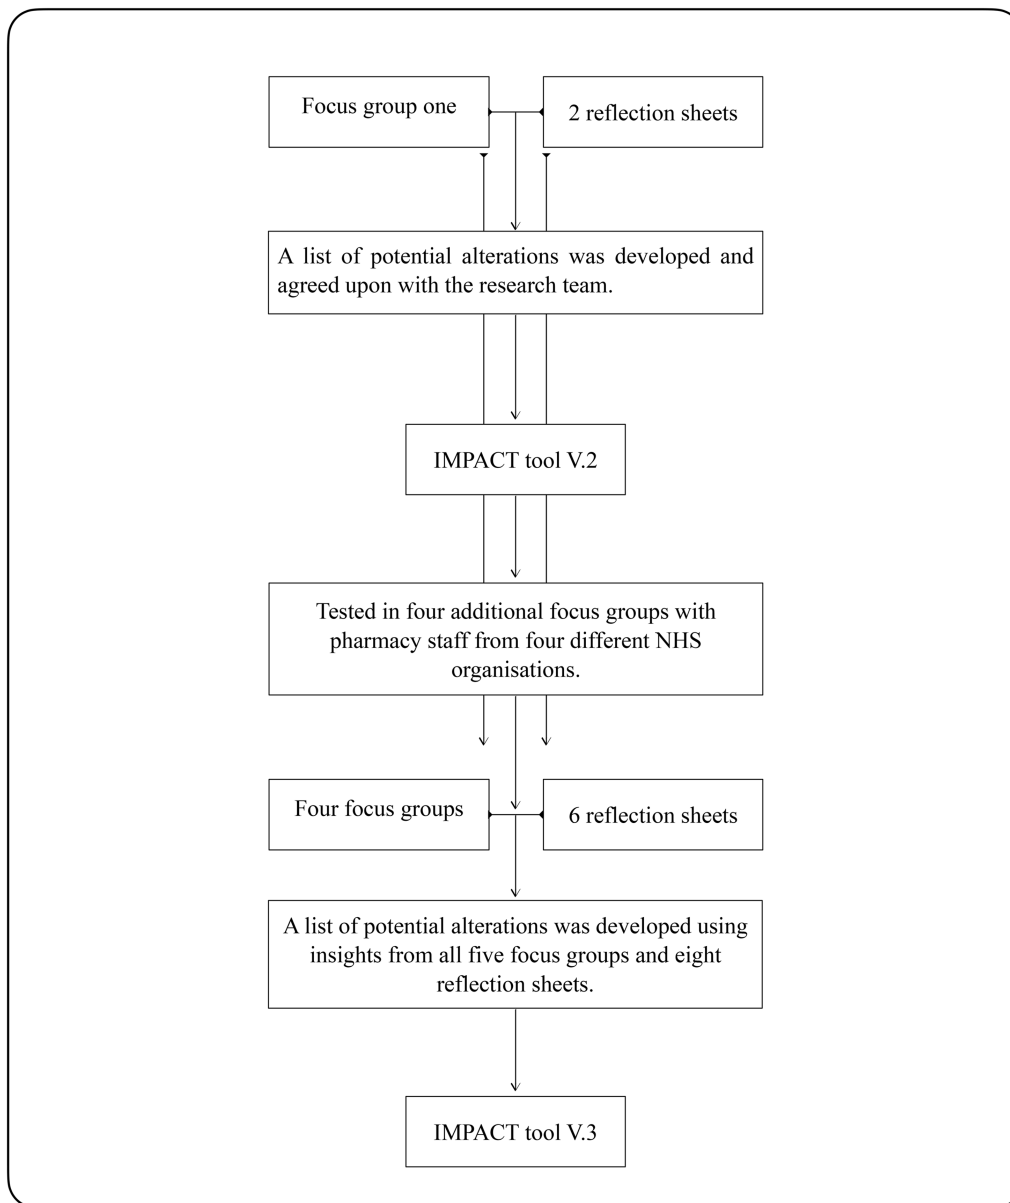 Focus group one
2 reflection sheets
A list of potential alterations was developed and
agreed upon with the research team.
IMPACT tool V.2
Tested in four additional focus groups with
pharmacy staff from four different NHS
organisations.
Four focus groups
6 reflection sheets
A list of potential alterations was developed using
insights from all five focus groups and eight
reflection sheets.
IMPACT tool V.3